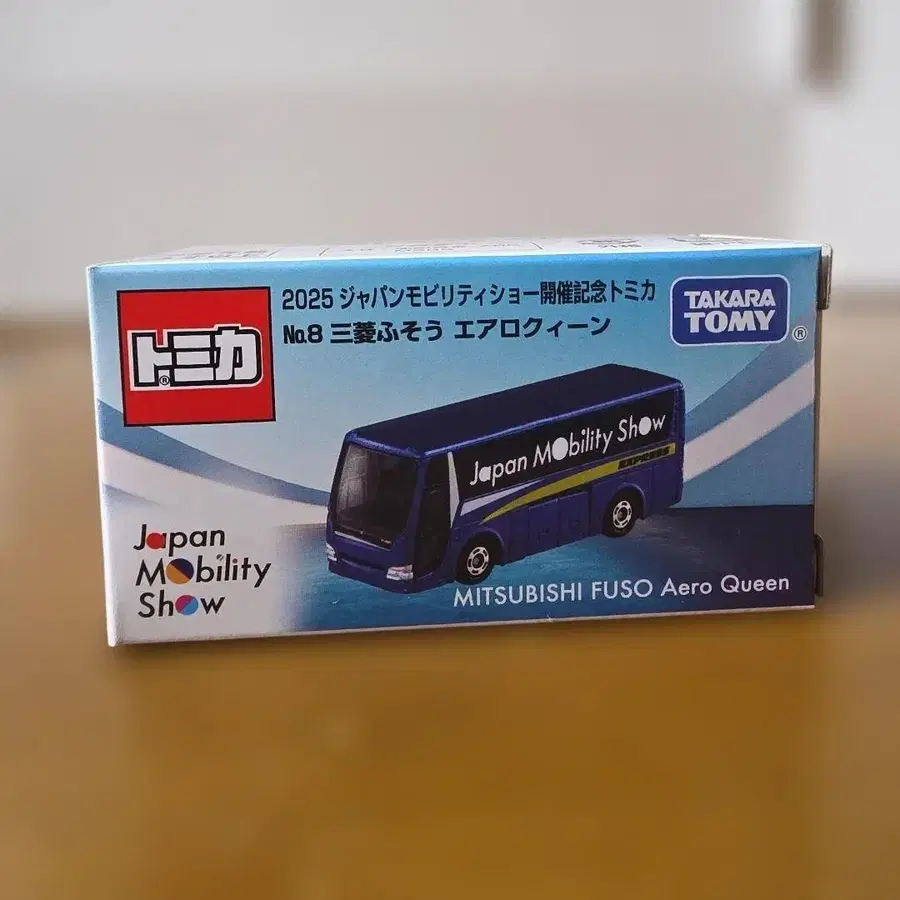 トミカ
®
2025 ジャパンモビリティショー開催記念トミカ
No.8 三菱ふそう エアロクィーン
TAKARA
TOMY
®
Japan Mobility Show
EXPRESS
Japan
Mobility
Show
MITSUBISHI FUSO Aero Queen